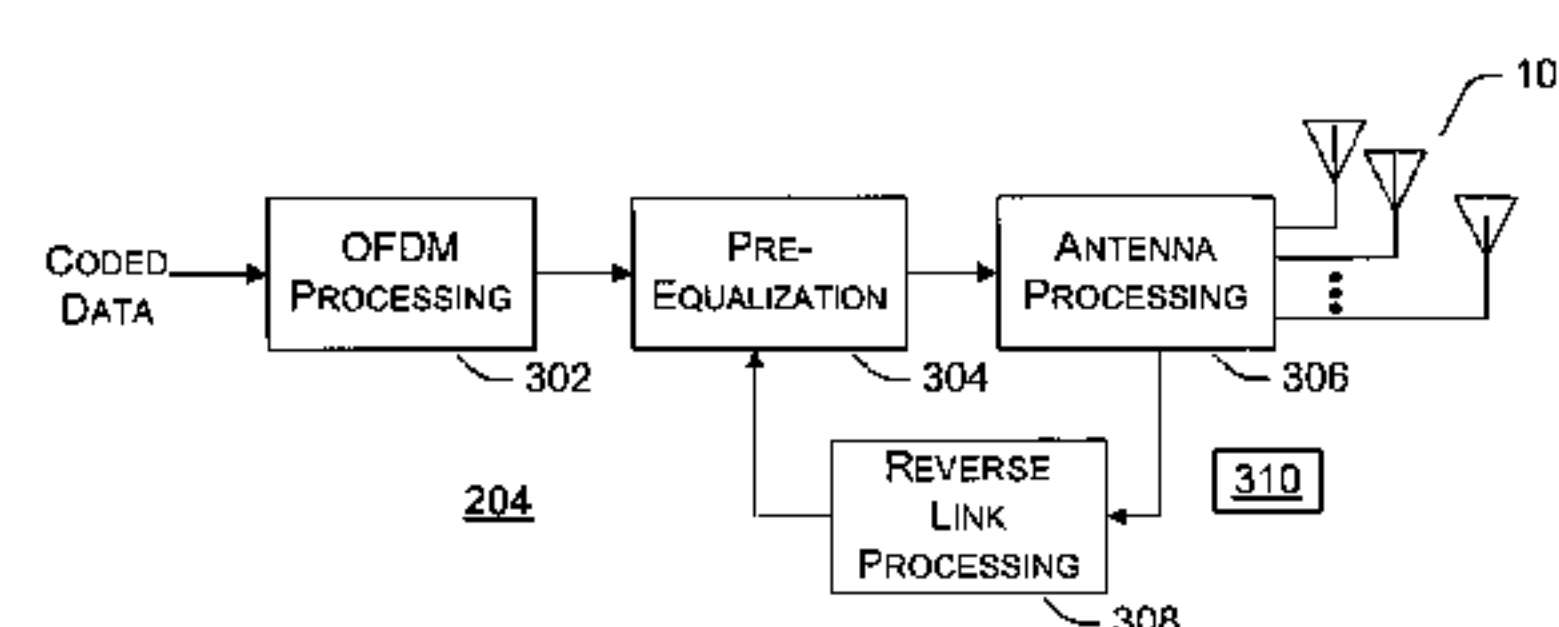 10
CODED
DATA
OFDM
PROCESSING
PRE-
EQUALIZATION
ANTENNA
PROCESSING
302
304
306
REVERSE
LINK
PROCESSING
204
310
308